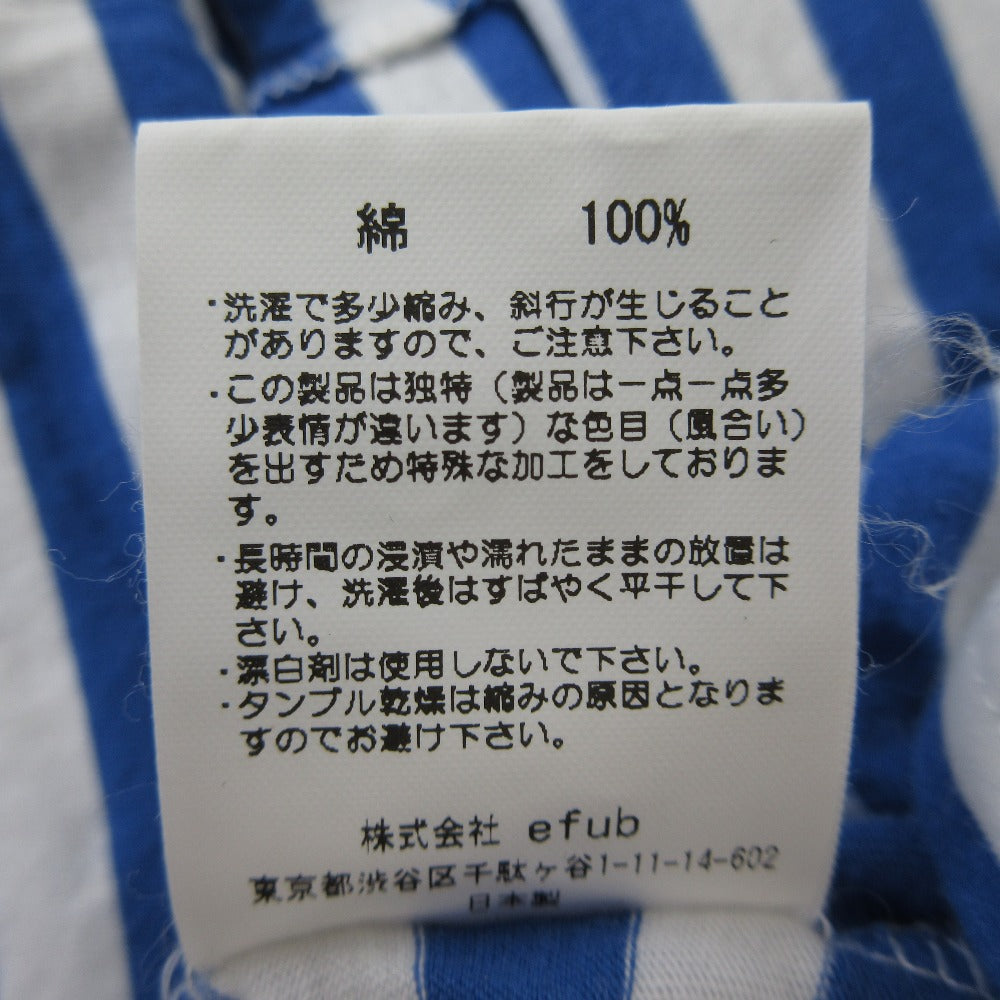 綿 100%
・洗濯で多少縮み、斜行が生じること
がありますので、ご注意下さい。
・この製品は独特（製品は一点一点多
少表情が違います）な色目（風合い）
を出すため特殊な加工をしておりま
す。
・長時間の浸漬や濡れたままの放置は
避け、洗濯後はすばやく平干して下
さい。
・漂白剤は使用しないで下さい。
・タンブル乾燥は縮みの原因となりま
すのでお避け下さい。
株式会社 efub
東京都渋谷区千駄ヶ谷1-11-14-602
日本製